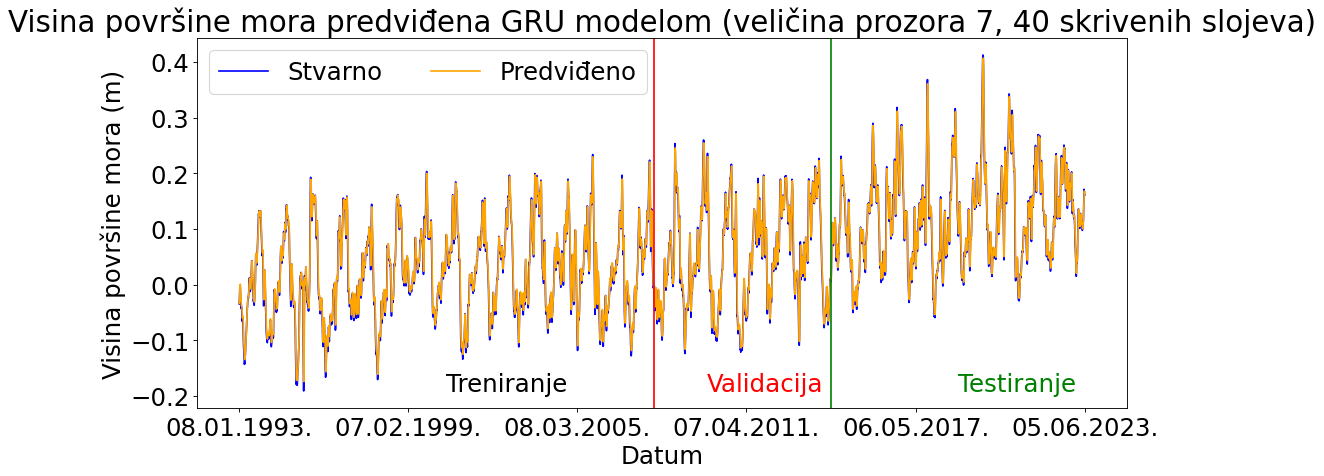 Visina površine mora predviđena GRU modelom (veličina prozora 7, 40 skrivenih slojeva)
Stvarno Predviđeno
Visina površine mora (m)
0.4
0.3
0.2
0.1
0.0
−0.1
−0.2
Treniranje Validacija Testiranje
08.01.1993. 07.02.1999. 08.03.2005. 07.04.2011. 06.05.2017. 05.06.2023.
Datum